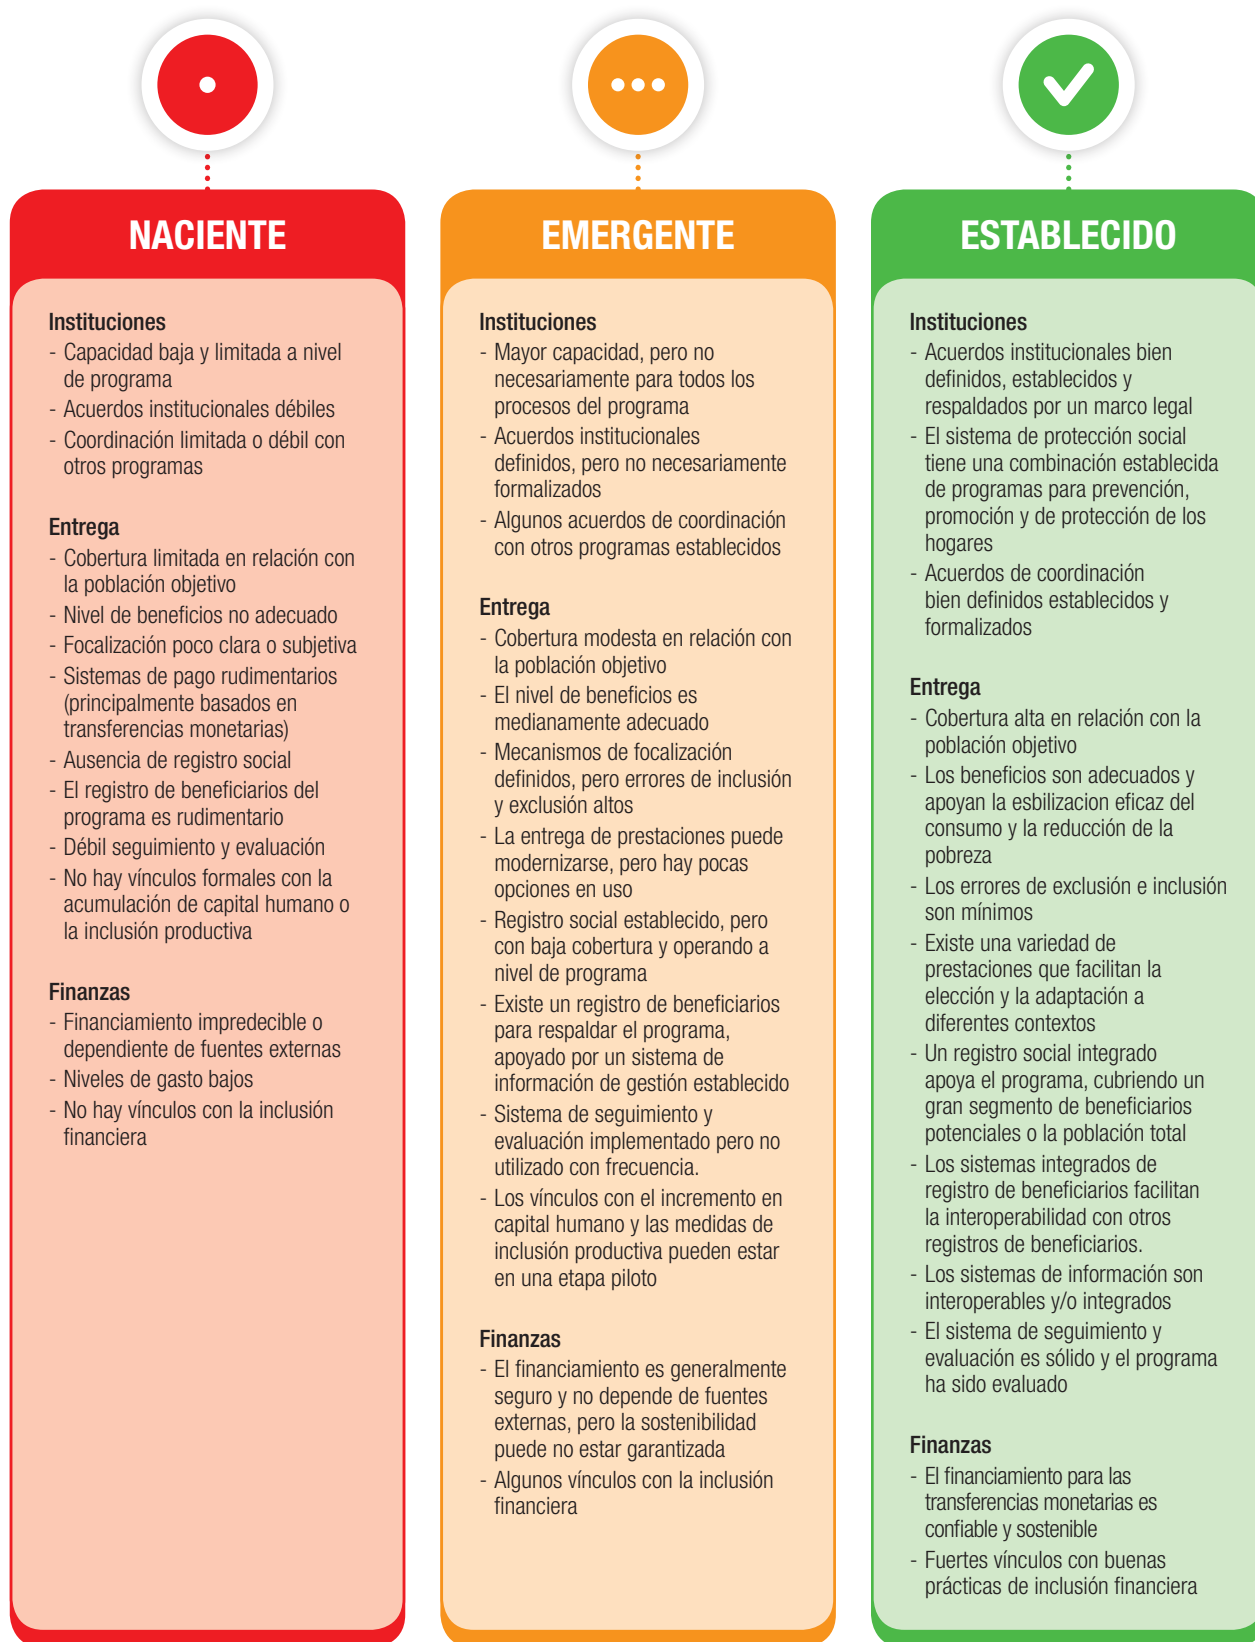 NACIENTE
Instituciones
- Capacidad baja y limitada a nivel
de programa
- Acuerdos institucionales débiles
- Coordinación limitada o débil con
otros programas
Entrega
- Cobertura limitada en relación con
la población objetivo
- Nivel de beneficios no adecuado
- Focalización poco clara o subjetiva
- Sistemas de pago rudimentarios
(principalmente basados en
transferencias monetarias)
- Ausencia de registro social
- El registro de beneficiarios del
programa es rudimentario
- Débil seguimiento y evaluación
- No hay vínculos formales con la
acumulación de capital humano o
la inclusión productiva
Finanzas
- Financiamiento impredecible o
dependiente de fuentes externas
- Niveles de gasto bajos
- No hay vínculos con la inclusión
financiera
EMERGENTE
Instituciones
- Mayor capacidad, pero no
necesariamente para todos los
procesos del programa
- Acuerdos institucionales
definidos, pero no necesariamente
formalizados
- Algunos acuerdos de coordinación
con otros programas establecidos
Entrega
- Cobertura modesta en relación con
la población objetivo
- El nivel de beneficios es
medianamente adecuado
- Mecanismos de focalización
definidos, pero errores de inclusión
y exclusión altos
- La entrega de prestaciones puede
modernizarse, pero hay pocas
opciones en uso
- Registro social establecido, pero
con baja cobertura y operando a
nivel de programa
- Existe un registro de beneficiarios
para respaldar el programa,
apoyado por un sistema de
información de gestión establecido
- Sistema de seguimiento y
evaluación implementado pero no
utilizado con frecuencia.
- Los vínculos con el incremento en
capital humano y las medidas de
inclusión productiva pueden estar
en una etapa piloto
Finanzas
- El financiamiento es generalmente
seguro y no depende de fuentes
externas, pero la sostenibilidad
puede no estar garantizada
- Algunos vínculos con la inclusión
financiera
ESTABLECIDO
Instituciones
- Acuerdos institucionales bien
definidos, establecidos y
respaldados por un marco legal
- El sistema de protección social
tiene una combinación establecida
de programas para prevención,
promoción y de protección de los
hogares
- Acuerdos de coordinación
bien definidos establecidos y
formalizados
Entrega
- Cobertura alta en relación con la
población objetivo
- Los beneficios son adecuados y
apoyan la esbilizacion eficaz del
consumo y la reducción de la
pobreza
- Los errores de exclusión e inclusión
son mínimos
- Existe una variedad de
prestaciones que facilitan la
elección y la adaptación a
diferentes contextos
- Un registro social integrado
apoya el programa, cubriendo un
gran segmento de beneficiarios
potenciales o la población total
- Los sistemas integrados de
registro de beneficiarios facilitan
la interoperabilidad con otros
registros de beneficiarios.
- Los sistemas de información son
interoperables y/o integrados
- El sistema de seguimiento y
evaluación es sólido y el programa
ha sido evaluado
Finanzas
- El financiamiento para las
transferencias monetarias es
confiable y sostenible
- Fuertes vínculos con buenas
prácticas de inclusión financiera